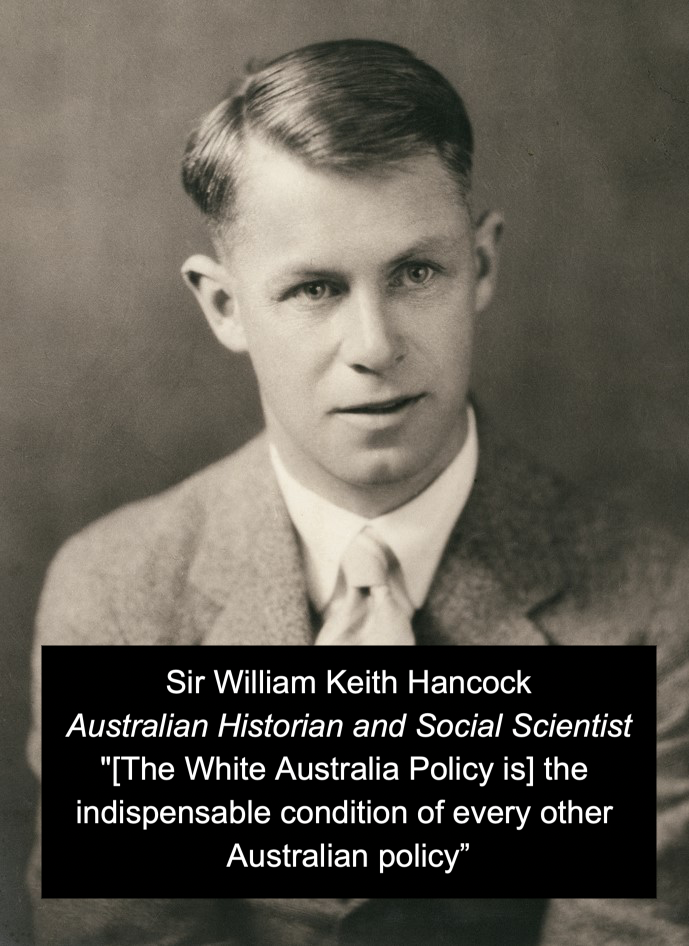 Sir William Keith Hancock
Australian Historian and Social Scientist
"[The White Australia Policy is] the
indispensable condition of every other
Australian policy”